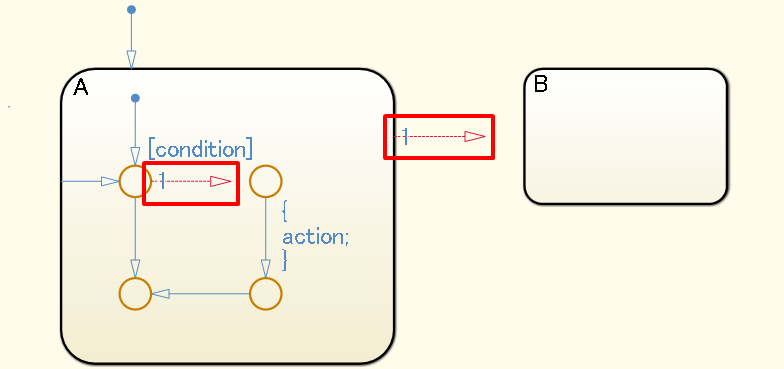 A
B
1
[condition]
1
{
action;
}